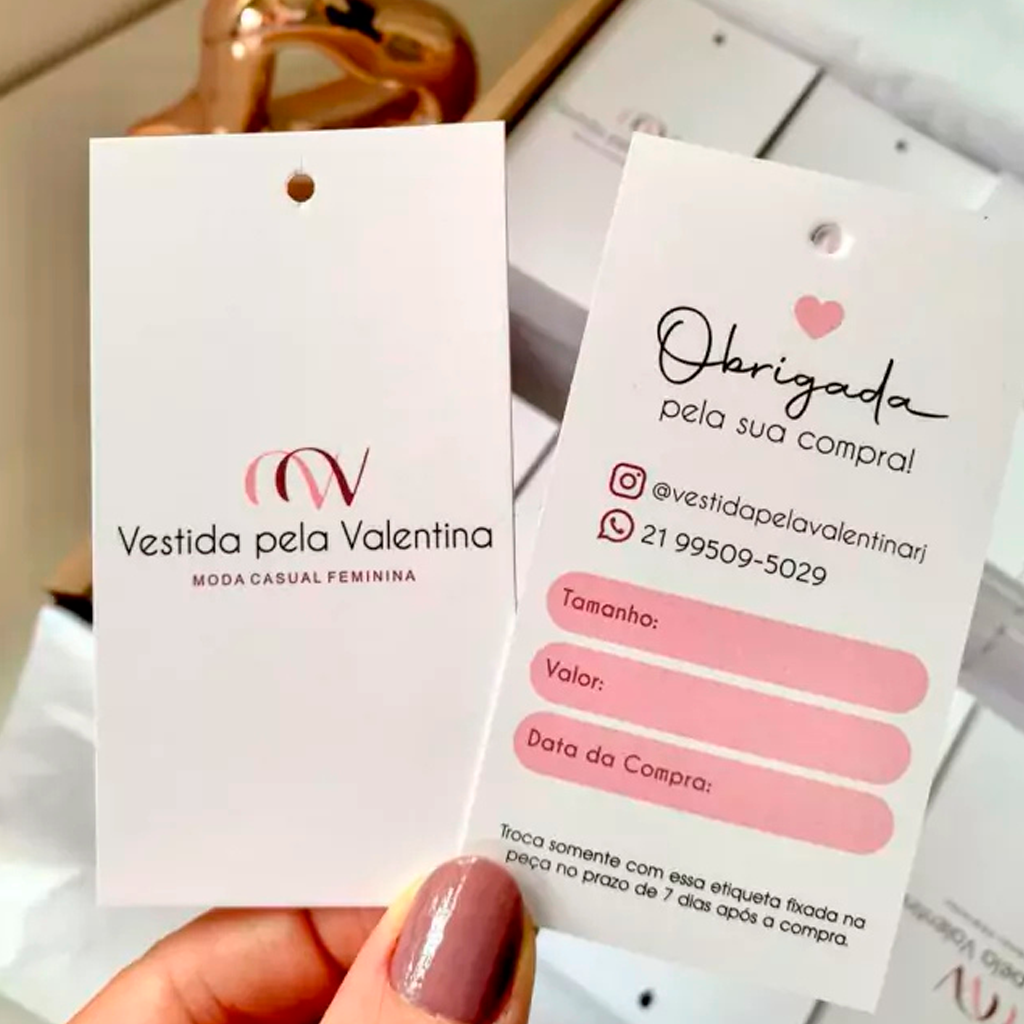 Vestida pela Valentina
MODA CASUAL FEMININA
Obrigada
pela sua compra!
@vestidapelavalentinarj
21 99509-5029
Tamanho:
Valor:
Data da Compra:
Troca somente com essa etiqueta fixada na
peça no prazo de 7 dias após a compra.